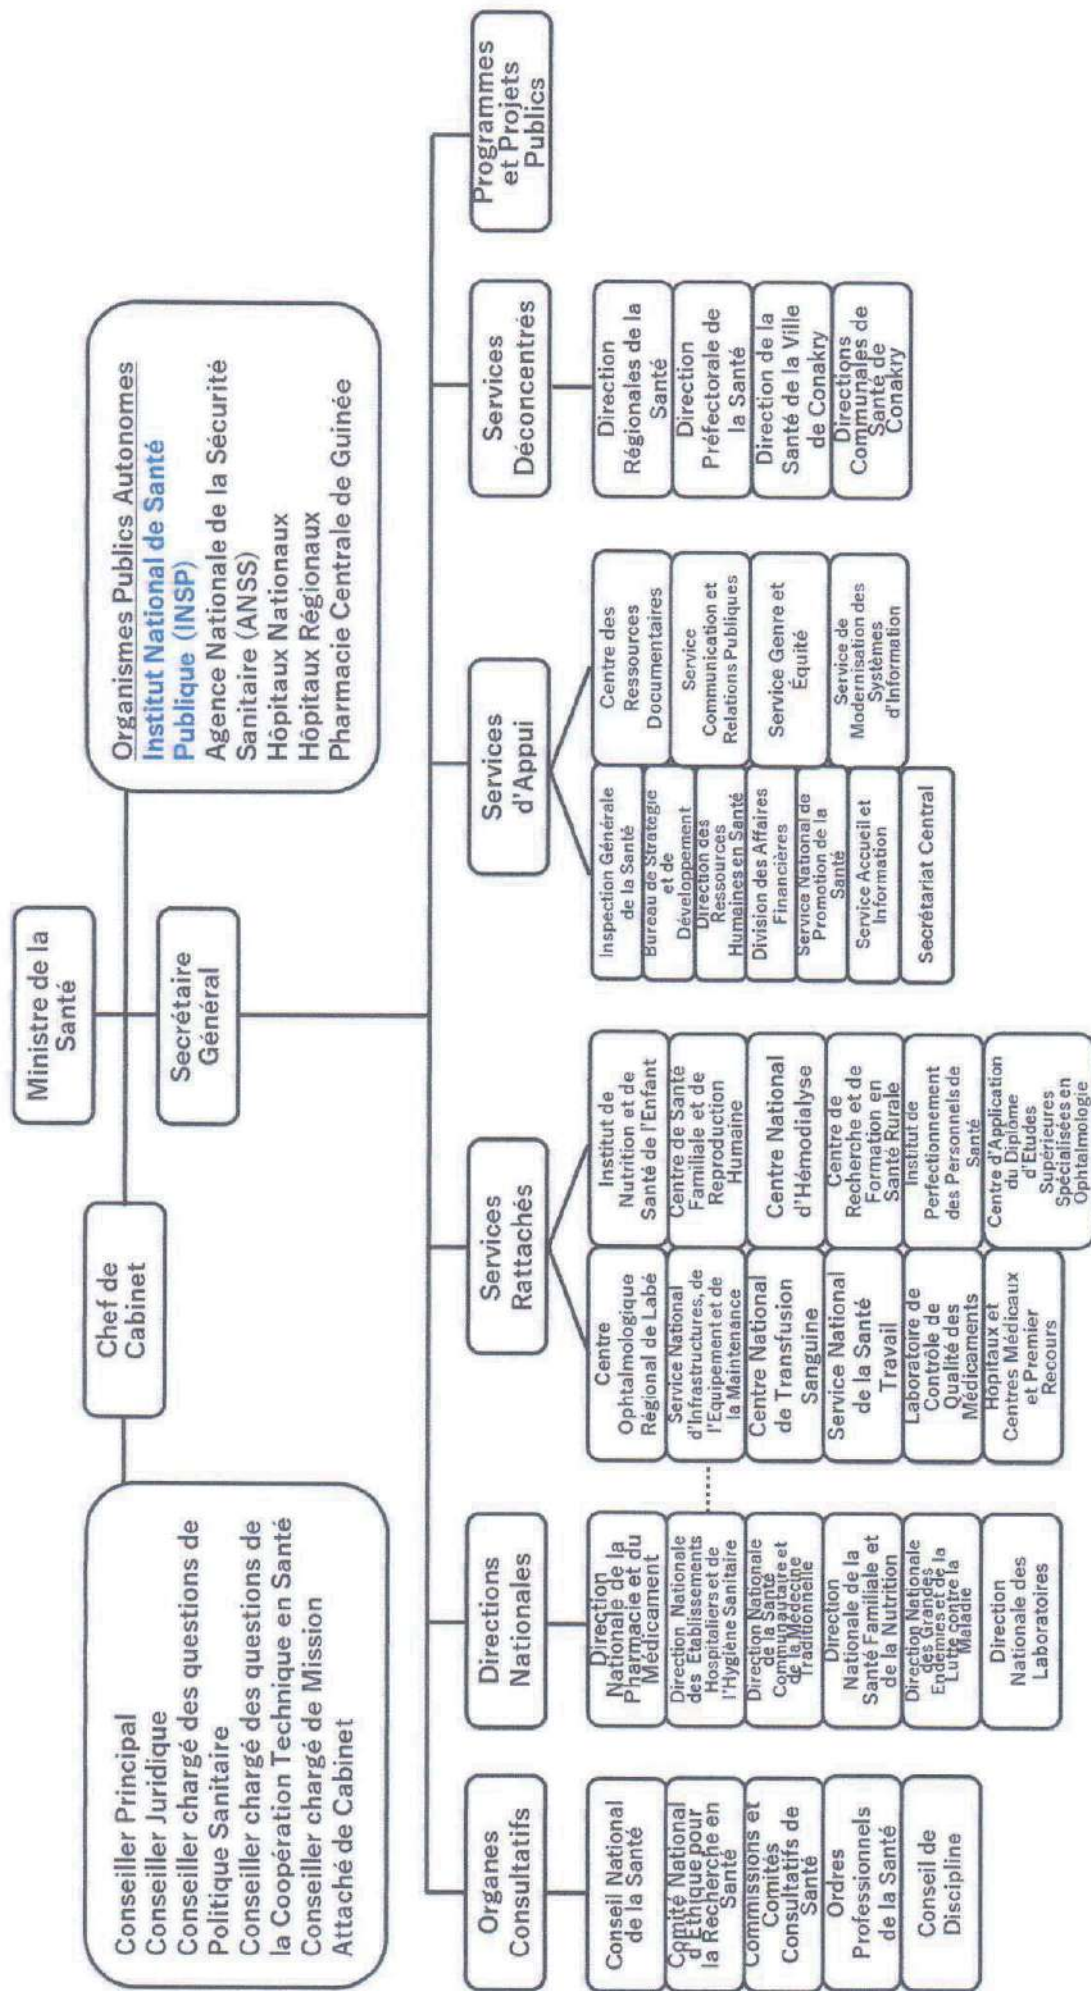 Ministre de la
Santé
Chef de
Cabinet
Secrétaire
Général
Conseiller Principal
Conseiller Juridique
Conseiller chargé des questions de
Politique Sanitaire
Conseiller chargé des questions de
la Coopération Technique en Santé
Conseiller chargé de Mission
Attaché de Cabinet
Organismes Publics Autonomes
Institut National de Santé
Publique (INSP)
Agence Nationale de la Sécurité
Sanitaire (ANSS)
Hôpitaux Nationaux
Hôpitaux Régionaux
Pharmacie Centrale de Guinée
Organes
Consultatifs
Conseil National
de la Santé
Comité National
d'Ethique pour
la Recherche en
Santé
Commissions et
Comités
Consultatifs de
Santé
Ordres
Professionnels
de la Santé
Conseil de
Discipline
Directions
Nationales
Direction
Nationale de la
Pharmacie et du
Médicament
Direction Nationale
des Etablissements
Hospitaliers et de
l'Hygiène Sanitaire
Direction Nationale
de la Santé
Communautaire et
de la Médecine
Traditionnelle
Direction
Nationale de la
Santé Familiale et
de la Nutrition
Direction Nationale
des Grandes
Endémies et de la
Lutte contre la
Maladie
Direction
Nationale des
Laboratoires
Services
Rattachés
Centre
Ophtalmologique
Régional de Labé
Service National
d'Infrastructures, de
l'Equipement et de
la Maintenance
Centre National
de Transfusion
Sanguine
Service National
de la Santé
Travail
Laboratoire de
Contrôle de
Qualité des
Médicaments
Hôpitaux et
Centres Médicaux
et Premier
Recours
Institut de
Nutrition et de
Santé de l'Enfant
Centre de Santé
Familiale et de
Reproduction
Humaine
Centre National
d'Hémodialyse
Centre de
Recherche et de
Formation en
Santé Rurale
Institut de
Perfectionnement
des Personnels de
Santé
Centre d'Application
du Diplôme
d'Etudes
Supérieures
Spécialisées en
Ophtalmologie
Services
d'Appui
Inspection Générale
de la Santé
Bureau de Stratégie
et de
Développement
Direction des
Ressources
Humaines en Santé
Division des Affaires
Financières
Service National de
Promotion de la
Santé
Service Accueil et
Information
Secrétariat Central
Centre des
Ressources
Documentaires
Service
Communication et
Relations Publiques
Service Genre et
Équité
Service de
Modernisation des
Systèmes
d'Information
Services
Déconcentrés
Direction
Régionales de la
Santé
Direction
Préfectorale de
la Santé
Direction de la
Santé de la Ville
de Conakry
Directions
Communales de
Santé de
Conakry
Programmes
et Projets
Publics